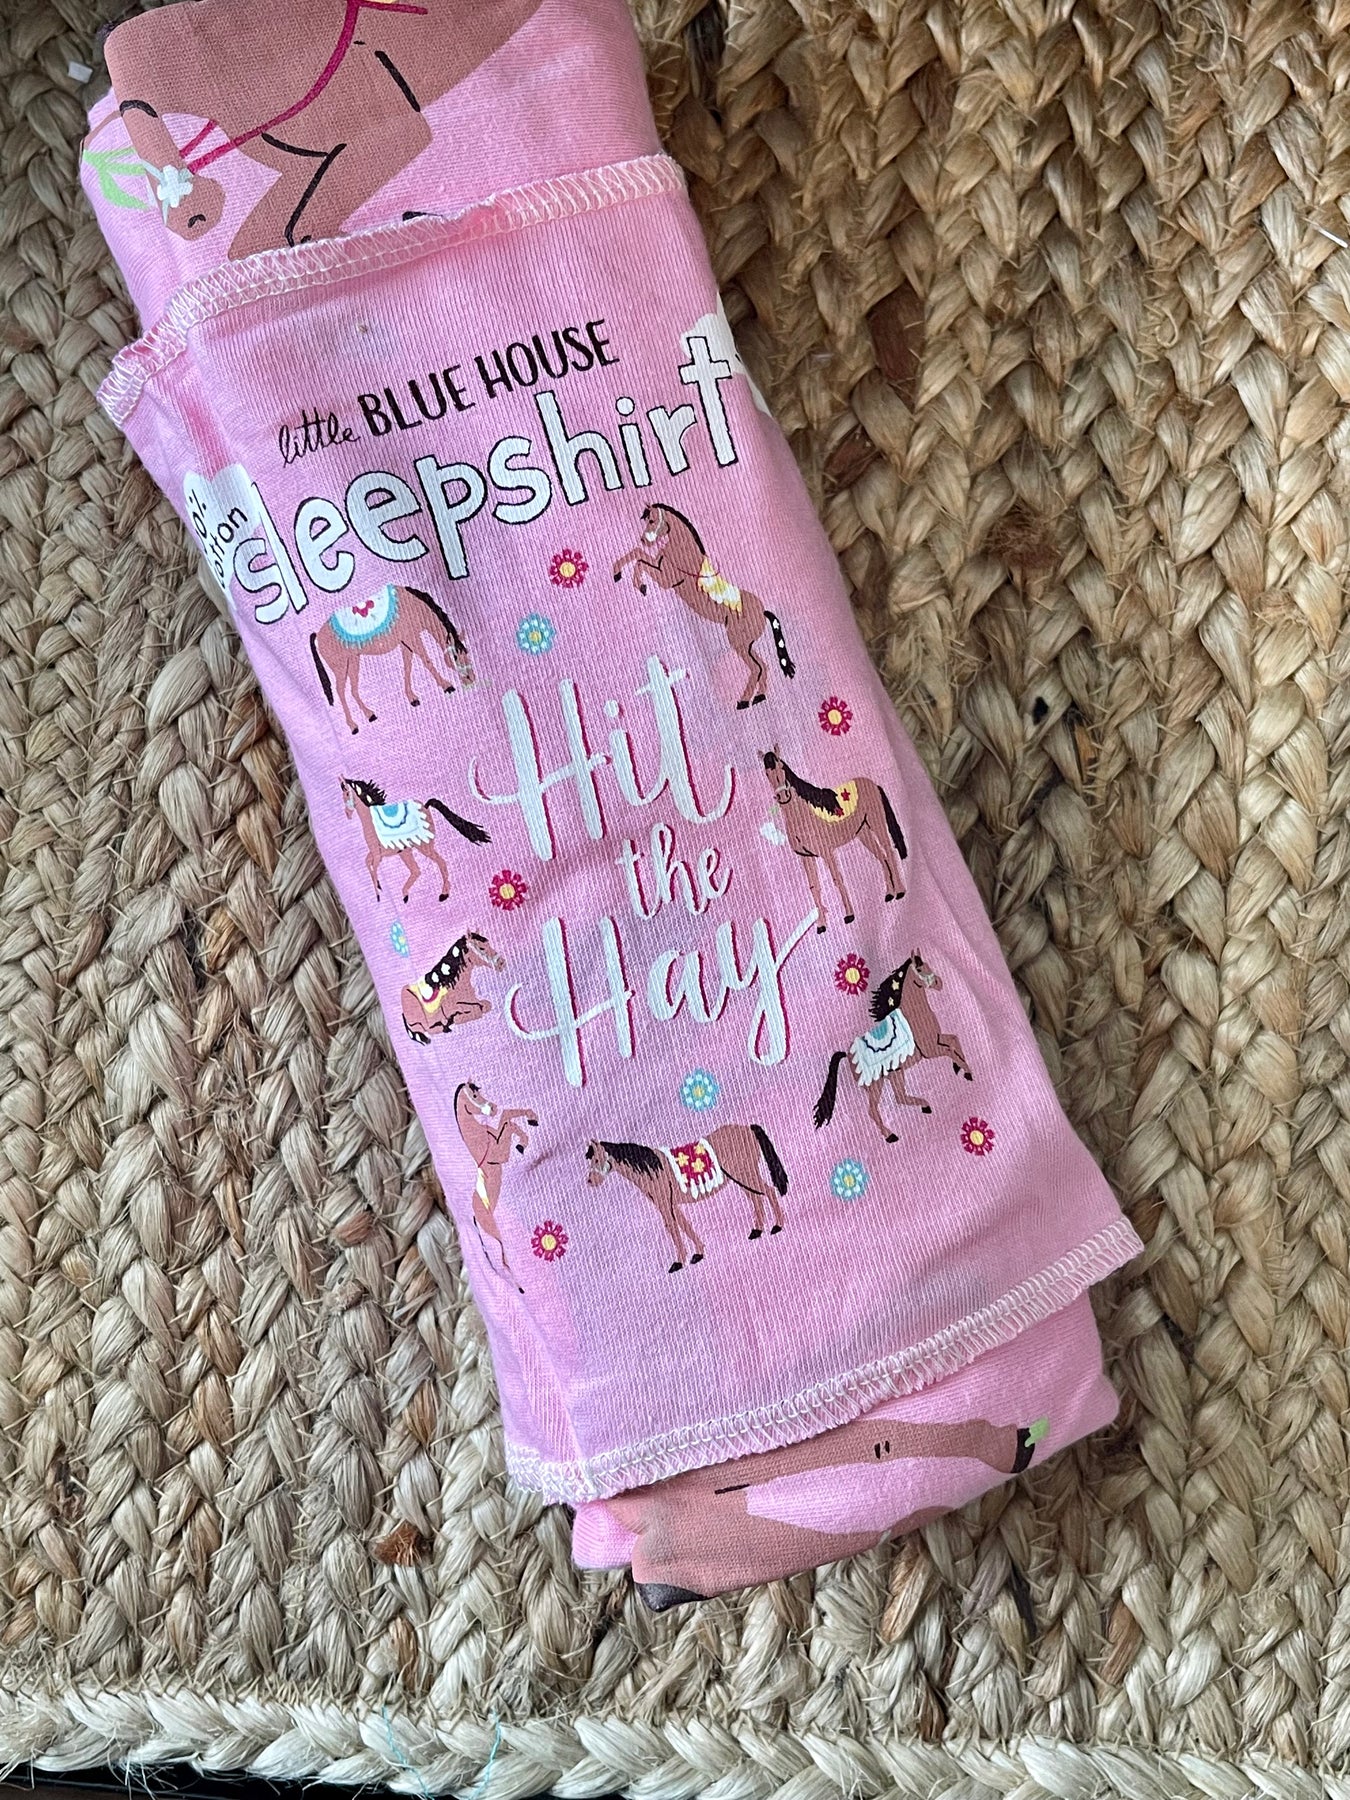 little BLUE HOUSE
sleepshirt
Hit
the
Hay